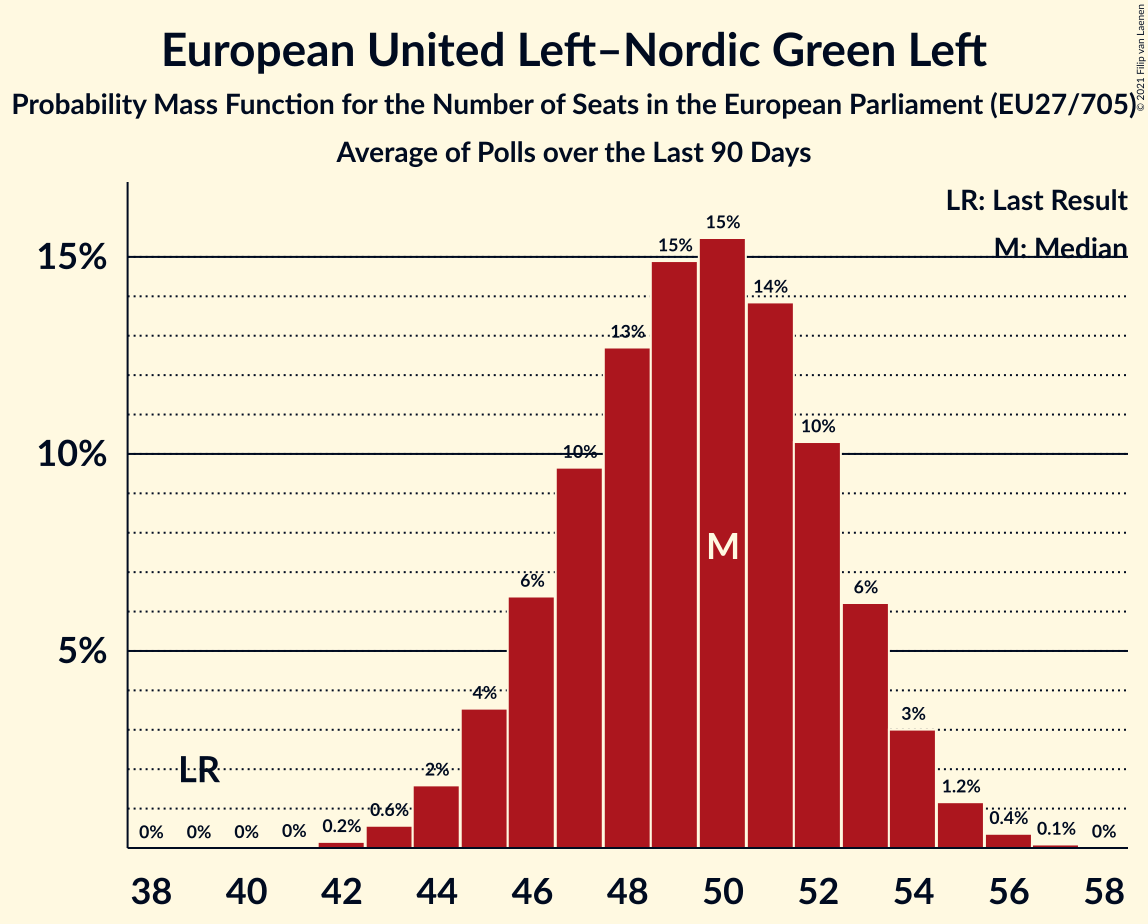 European United Left–Nordic Green Left
Probability Mass Function for the Number of Seats in the European Parliament (EU27/705)
Average of Polls over the Last 90 Days
© 2021 Filip van Laenen
LR: Last Result
M: Median
15%
10%
5%
0%
0%
0%
0%
0.2%
0.6%
2%
4%
6%
10%
13%
15%
15%
14%
10%
6%
3%
1.2%
0.4%
0.1%
0%
LR
M
38 40 42 44 46 48 50 52 54 56 58